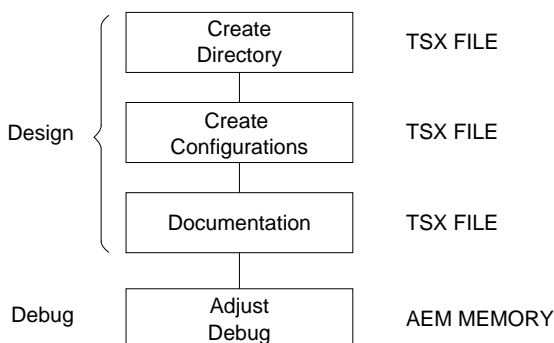 Create
Directory
TSX FILE
Design
Create
Configurations
TSX FILE
Documentation
TSX FILE
Debug
Adjust
Debug
AEM MEMORY